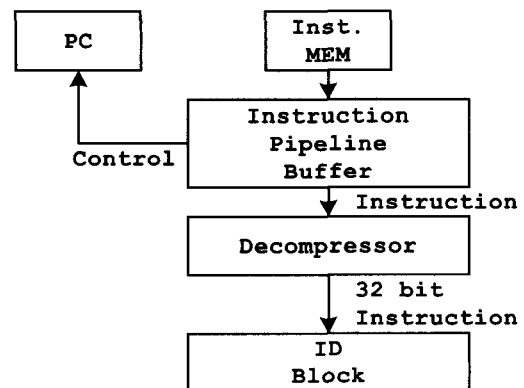 PC
Inst.
MEM
Instruction
Pipeline
Buffer
Control
Instruction
Decompressor
32 bit
Instruction
ID
Block